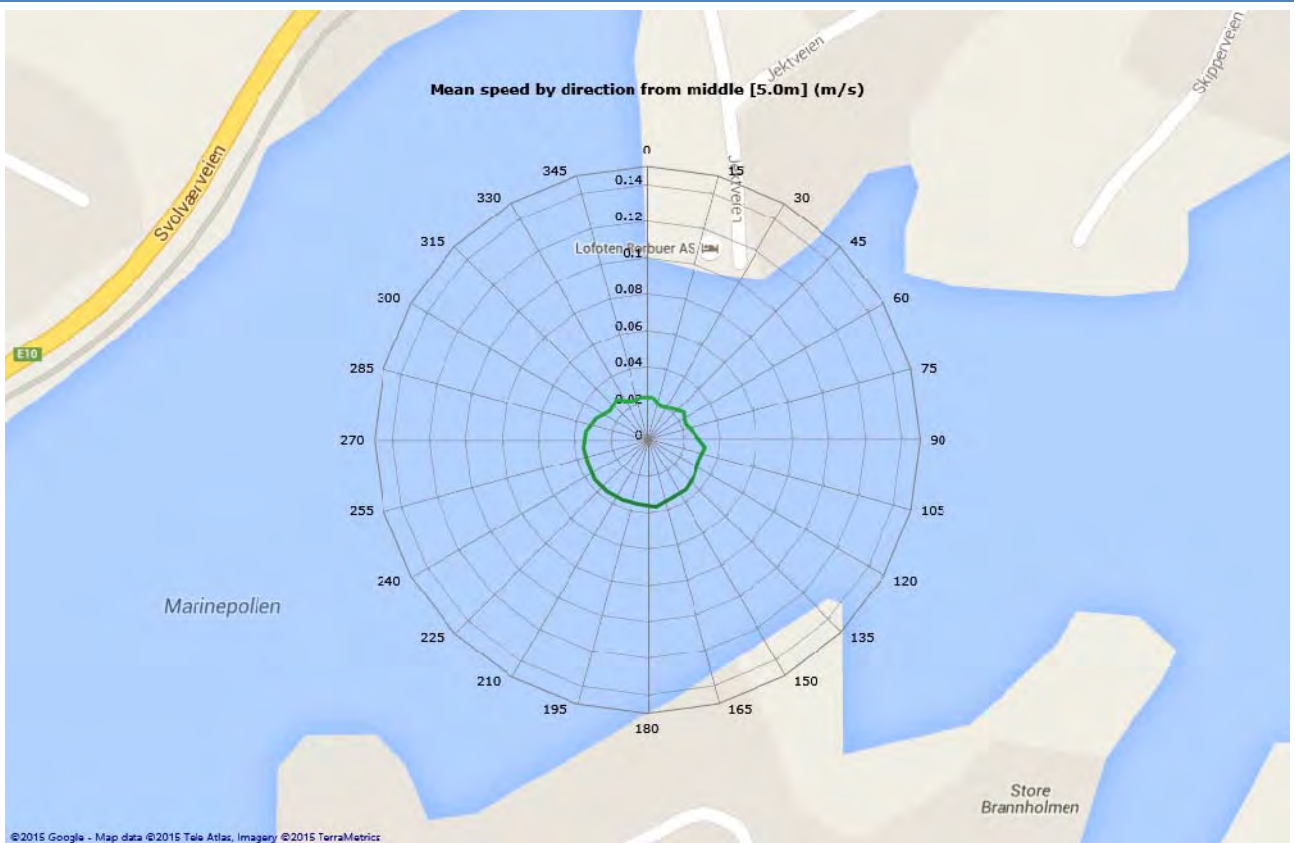 Jektveien
Skipperveien
Mean speed by direction from middle [5.0m] (m/s)
Svolværveien
Jektveien
0
345
15
330
30
315
45
300
60
285
75
270
90
255
105
240
120
225
135
210
150
195
165
180
0.14
0.12
0.1
0.08
0.06
0.04
0.02
0
Lofoten Rorbuer AS
E10
Marinepollen
Store
Brannholmen
©2015 Google - Map data ©2015 Tele Atlas, Imagery ©2015 TerraMetrics